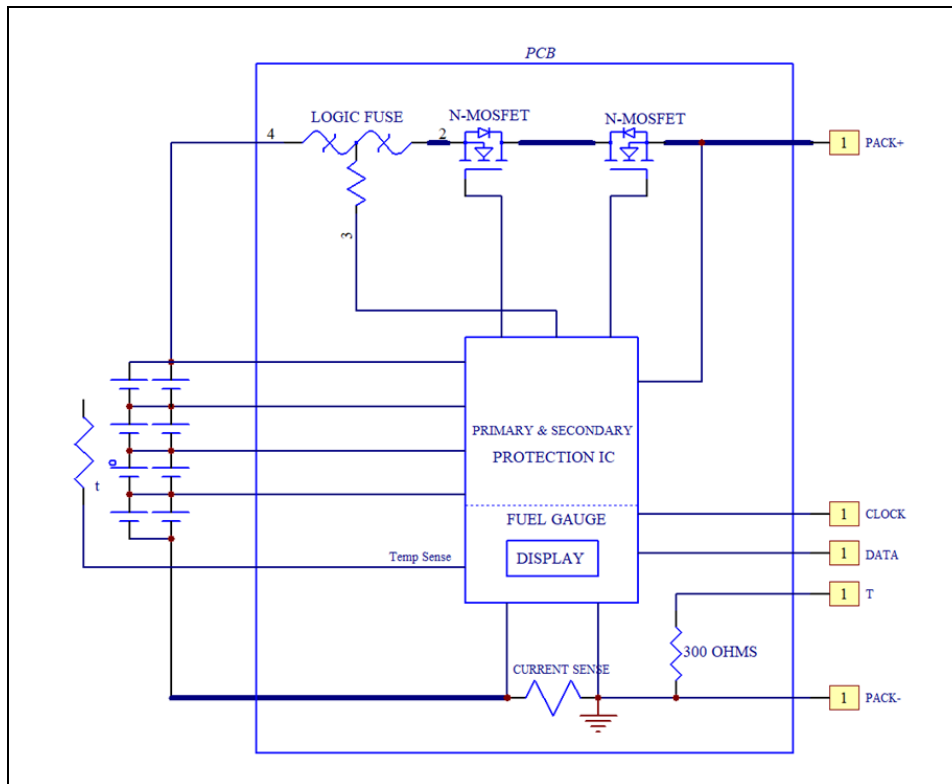 PCB
LOGIC FUSE
N-MOSFET
N-MOSFET
4
2
1
PACK+
3
PRIMARY & SECONDARY
PROTECTION IC
t
o
FUEL GAUGE
1
CLOCK
DISPLAY
1
DATA
Temp Sense
1
T
300 OHMS
CURRENT SENSE
1
PACK-